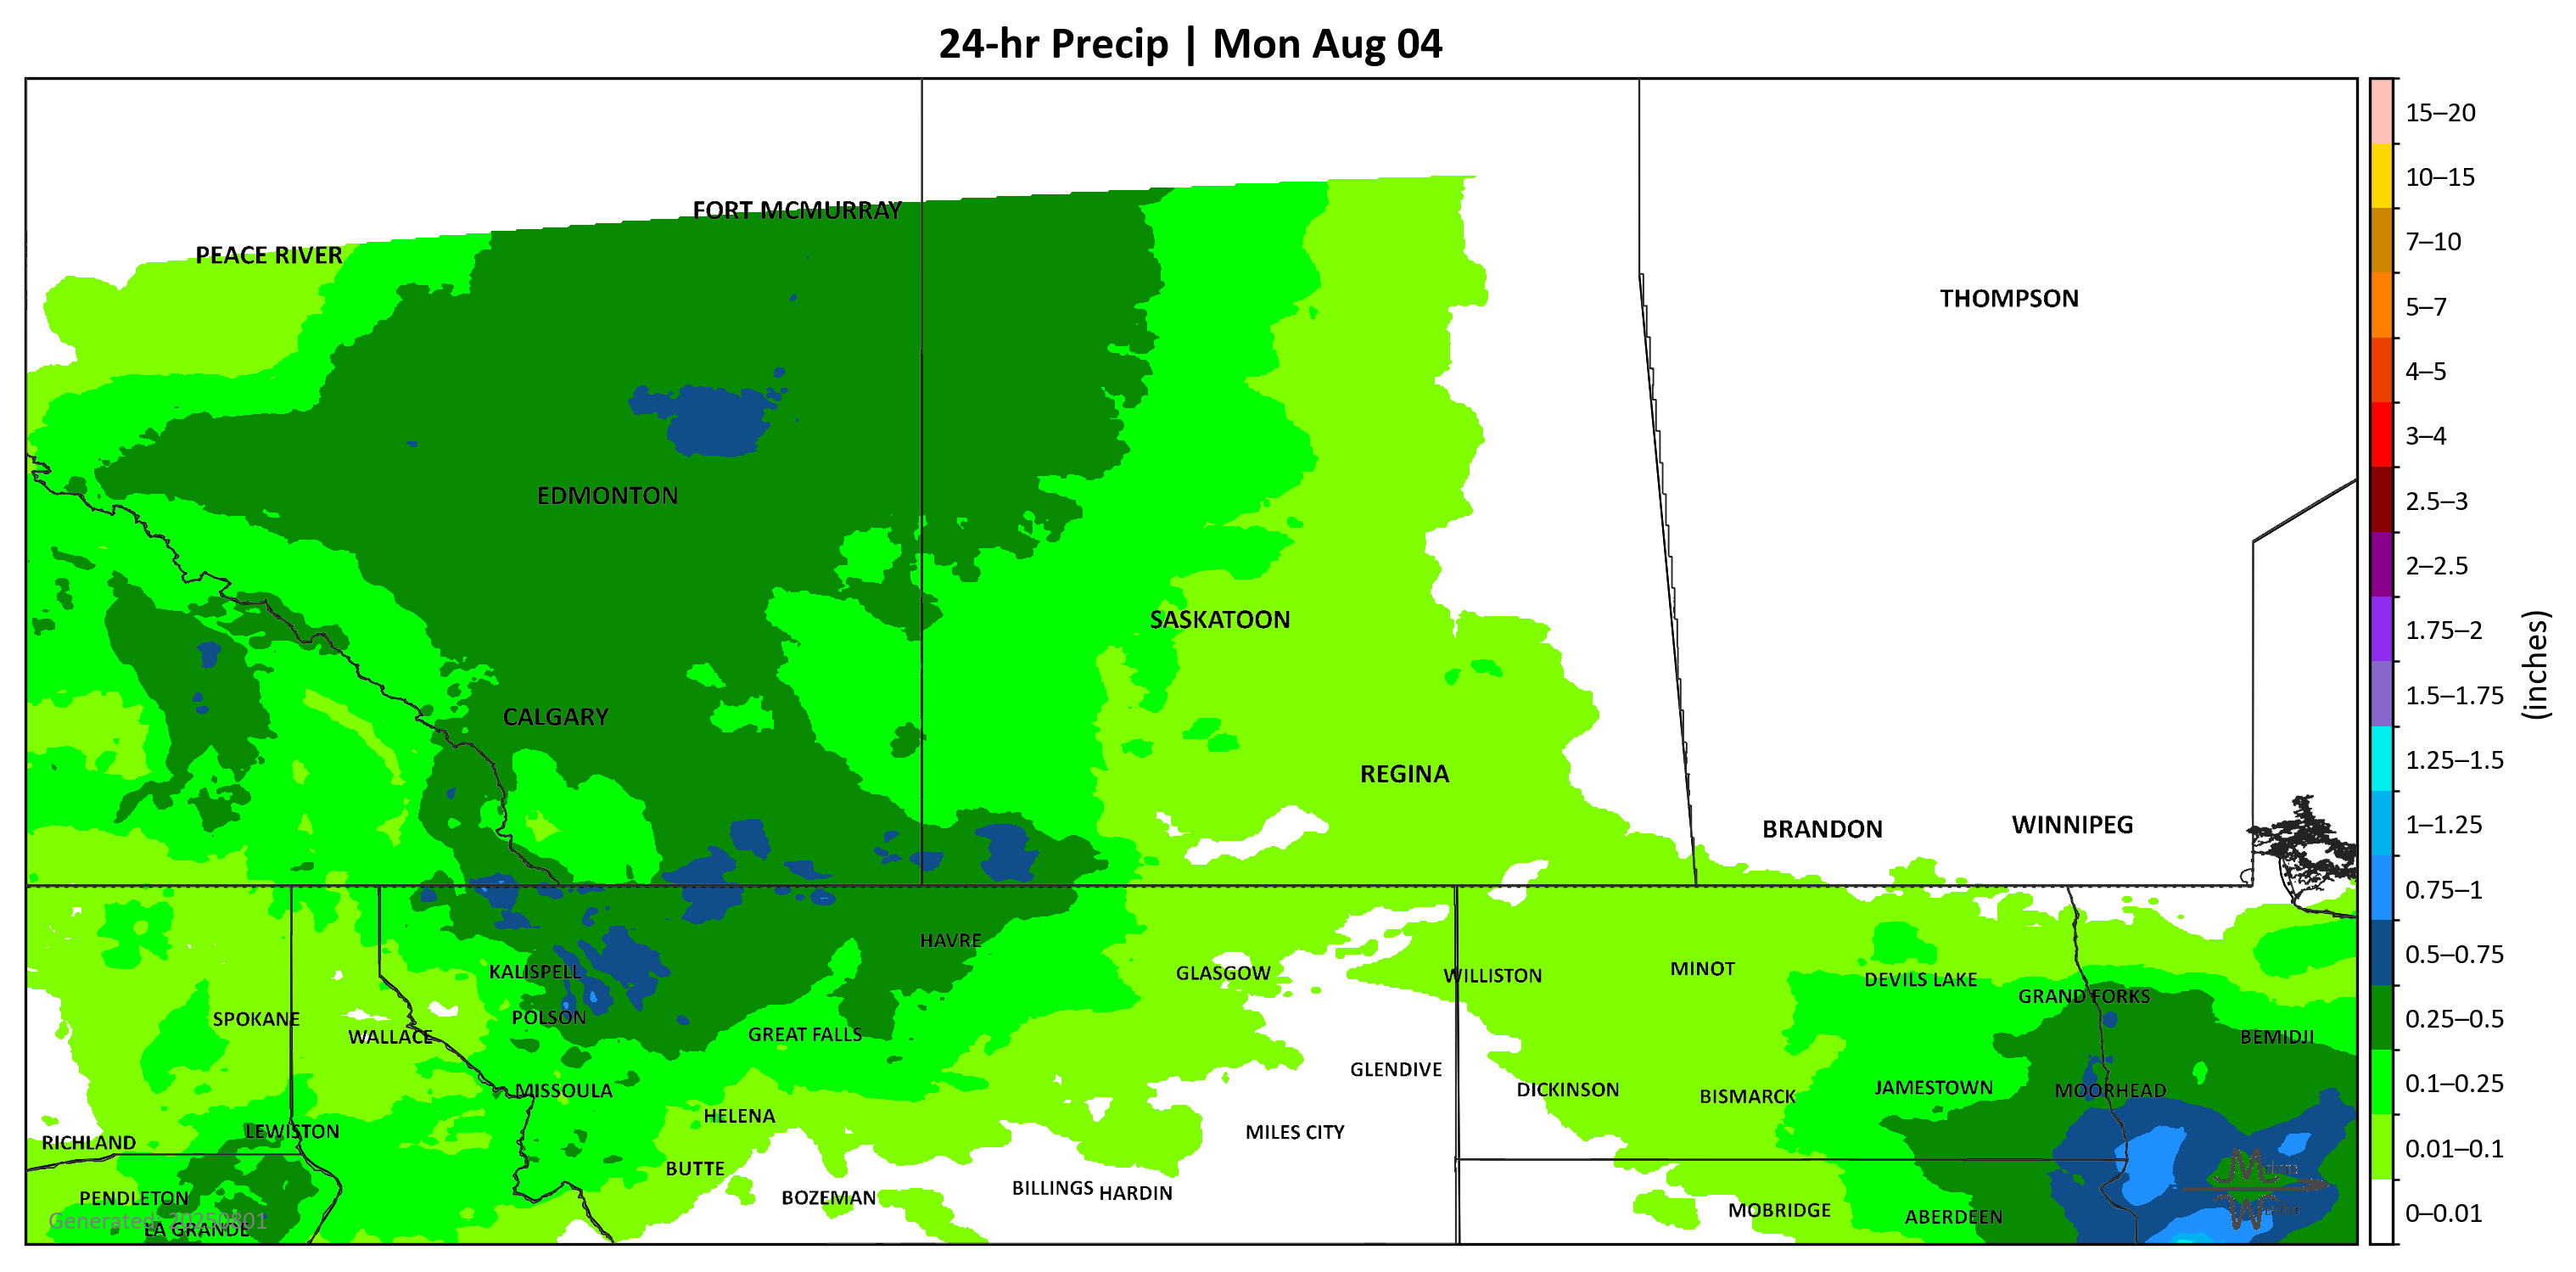 24-hr Precip | Mon Aug 04
FORT MCMURRAY
PEACE RIVER
THOMPSON
EDMONTON
SASKATOON
CALGARY
REGINA
BRANDON
WINNIPEG
HAVRE
KALISPELL
GLASGOW
WILLISTON
MINOT
DEVILS LAKE
GRAND FORKS
SPOKANE
POLSON
WALLACE
GREAT FALLS
BEMIDJI
GLENDIVE
MISSOULA
DICKINSON
BISMARCK
JAMESTOWN
MOORHEAD
HELENA
LEWISTON
MILES CITY
RICHLAND
BUTTE
PENDLETON
BOZEMAN
BILLINGS
HARDIN
MOBRIDGE
ABERDEEN
Generated: 20250801
LA GRANDE
15–20
10–15
7–10
5–7
4–5
3–4
2.5–3
2–2.5
1.75–2
1.5–1.75
1.25–1.5
1–1.25
0.75–1
0.5–0.75
0.25–0.5
0.1–0.25
0.01–0.1
0–0.01
(inches)